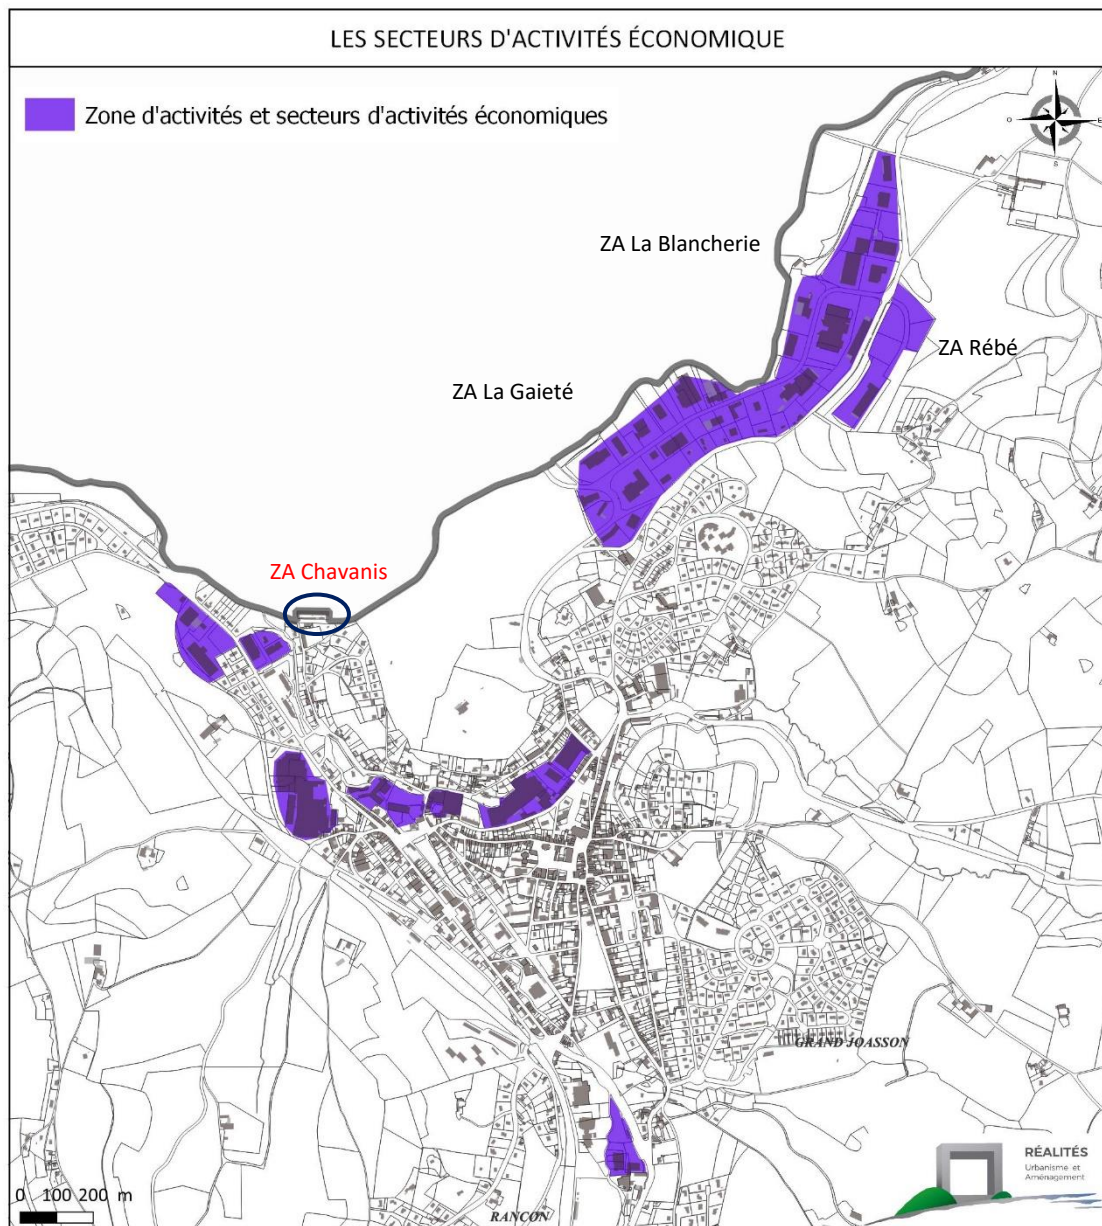 LES SECTEURS D'ACTIVITÉS ÉCONOMIQUE
Zone d'activités et secteurs d'activités économiques
N
O
E
S
ZA La Blancherie
ZA Rébé
ZA La Gaieté
ZA Chavanis
GRAND JOASSON
RÉALITÉS
Urbanisme et
Aménagement
0 100 200 m
RANCON